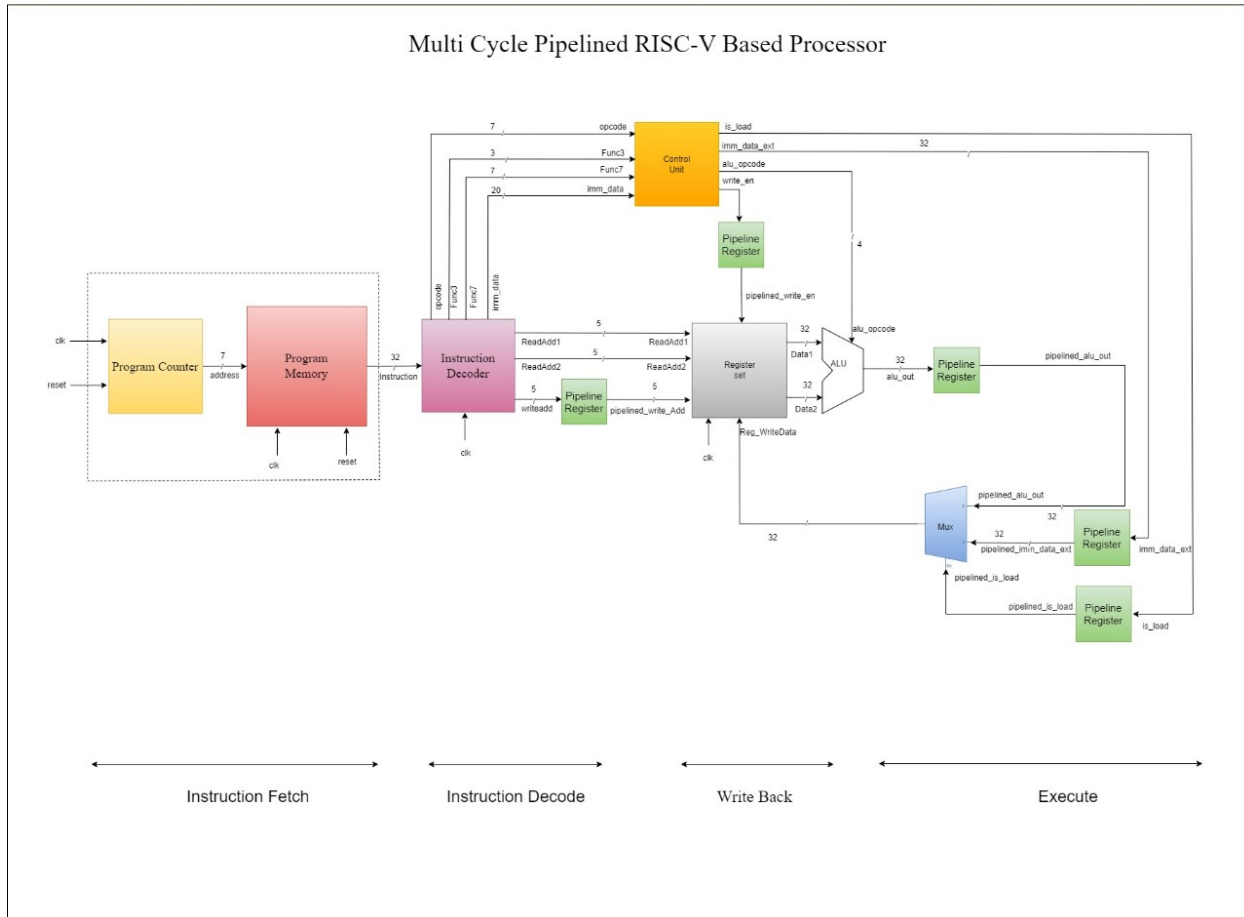 Multi Cycle Pipelined RISC-V Based Processor
7
opcode
3
Func3
7
Func7
20
imm_data
Control
Unit
is_load
imm_data_ext
32
alu_opcode
write_en
Pipeline
Register
4
pipelined_write_en
opcode
Func3
Func7
imm_data
clk
reset
Program Counter
7
address
Program
Memory
clk
reset
32
Instruction
Instruction
Decoder
clk
5
ReadAdd1
ReadAdd1
5
ReadAdd2
ReadAdd2
5
writeadd
Pipeline
Register
5
pipelined_write_Add
Register
set
Reg_WriteData
clk
32
Data1
32
Data2
alu_opcode
ALU
32
alu_out
Pipeline
Register
pipelined_alu_out
pipelined_alu_out
32
Mux
32
pipelined_imin_data_ext
Pipeline
Register
imm_data_ext
32
pipelined_is_load
pipelined_is_load
Pipeline
Register
is_load
Instruction Fetch
Instruction Decode
Write Back
Execute